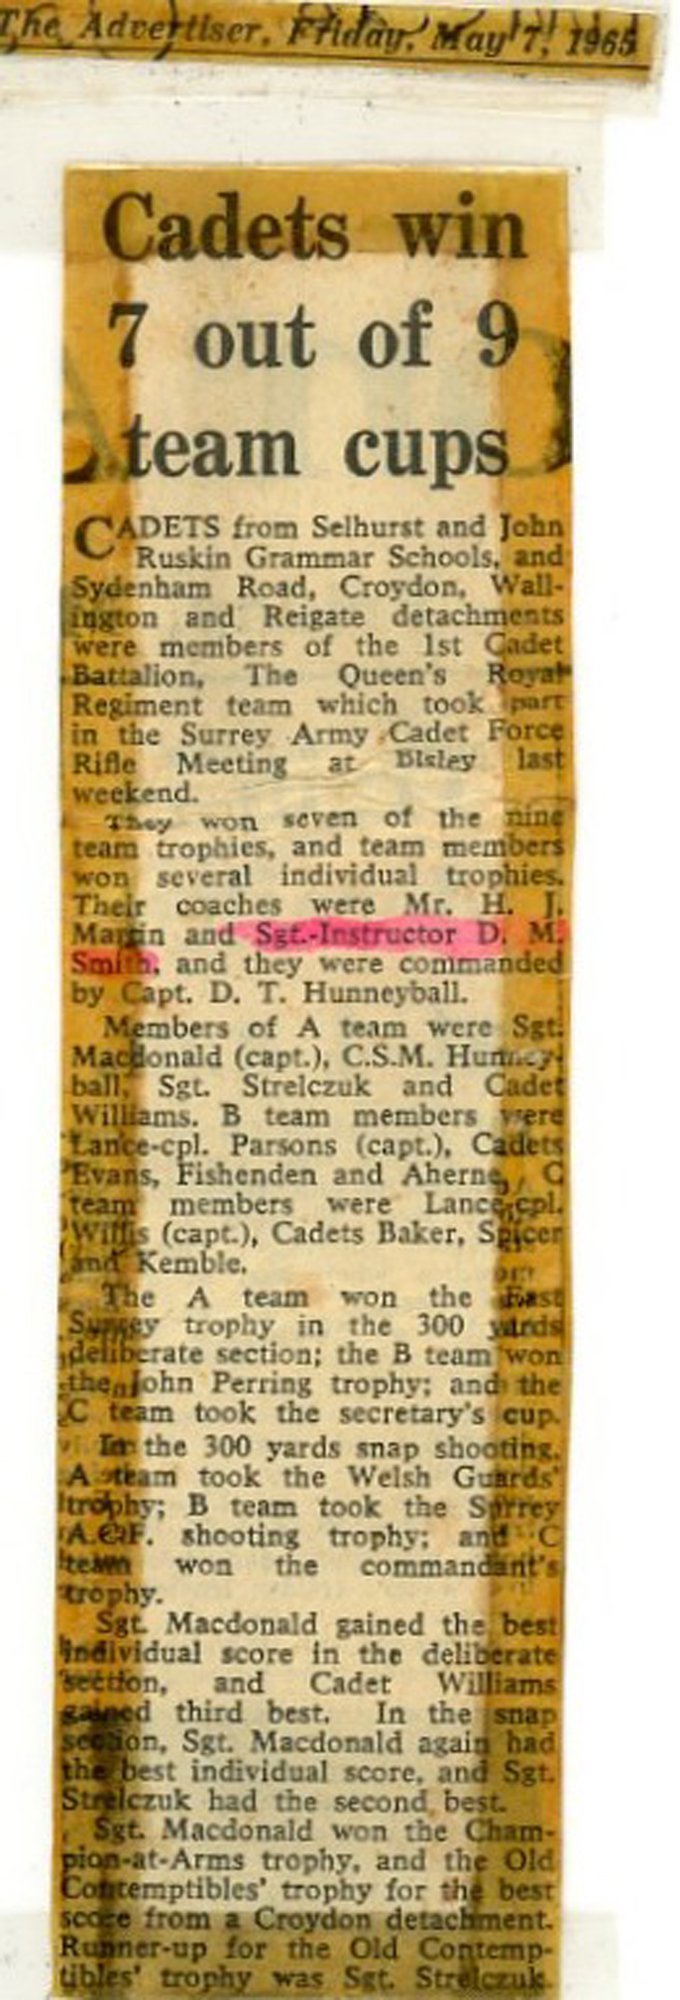 The Advertiser, Friday, May 7, 1965
Cadets win
7 out of 9
team cups
CADETS from Selhurst and John
Ruskin Grammar Schools, and
Sydenham Road, Croydon, Wall-
ington and Reigate detachments
were members of the 1st Cadet
Battalion, The Queen's Royal
Regiment team which took part
in the Surrey Army Cadet Force
Rifle Meeting at Bisley last
weekend.
They won seven of the nine
team trophies, and team members
won several individual trophies.
Their coaches were Mr. H. J.
Martin and Sgt.-Instructor D. M.
Smith, and they were commanded
by Capt. D. T. Hunneyball.
Members of A team were Sgt.
Macdonald (capt.), C.S.M. Hunney-
ball, Sgt. Strelczuk and Cadet
Williams. B team members were
Lance-cpl. Parsons (capt.), Cadets
Evans, Fishenden and Aherne, C
team members were Lance-cpl.
Willis (capt.), Cadets Baker, Spicer
and Kemble.
The A team won the East
Surrey trophy in the 300 yards
deliberate section; the B team won
the John Perring trophy; and the
C team took the secretary's cup.
In the 300 yards snap shooting,
A team took the Welsh Guards'
trophy; B team took the Surrey
A.C.F. shooting trophy; and C
team won the commandant's
trophy.
Sgt. Macdonald gained the best
individual score in the deliberate
section, and Cadet Williams
gained third best. In the snap
section, Sgt. Macdonald again had
the best individual score, and Sgt.
Strelczuk had the second best.
Sgt. Macdonald won the Cham-
pion-at-Arms trophy, and the Old
Contemptibles' trophy for the best
score from a Croydon detachment.
Runner-up for the Old Contemp-
tibles' trophy was Sgt. Strelczuk.